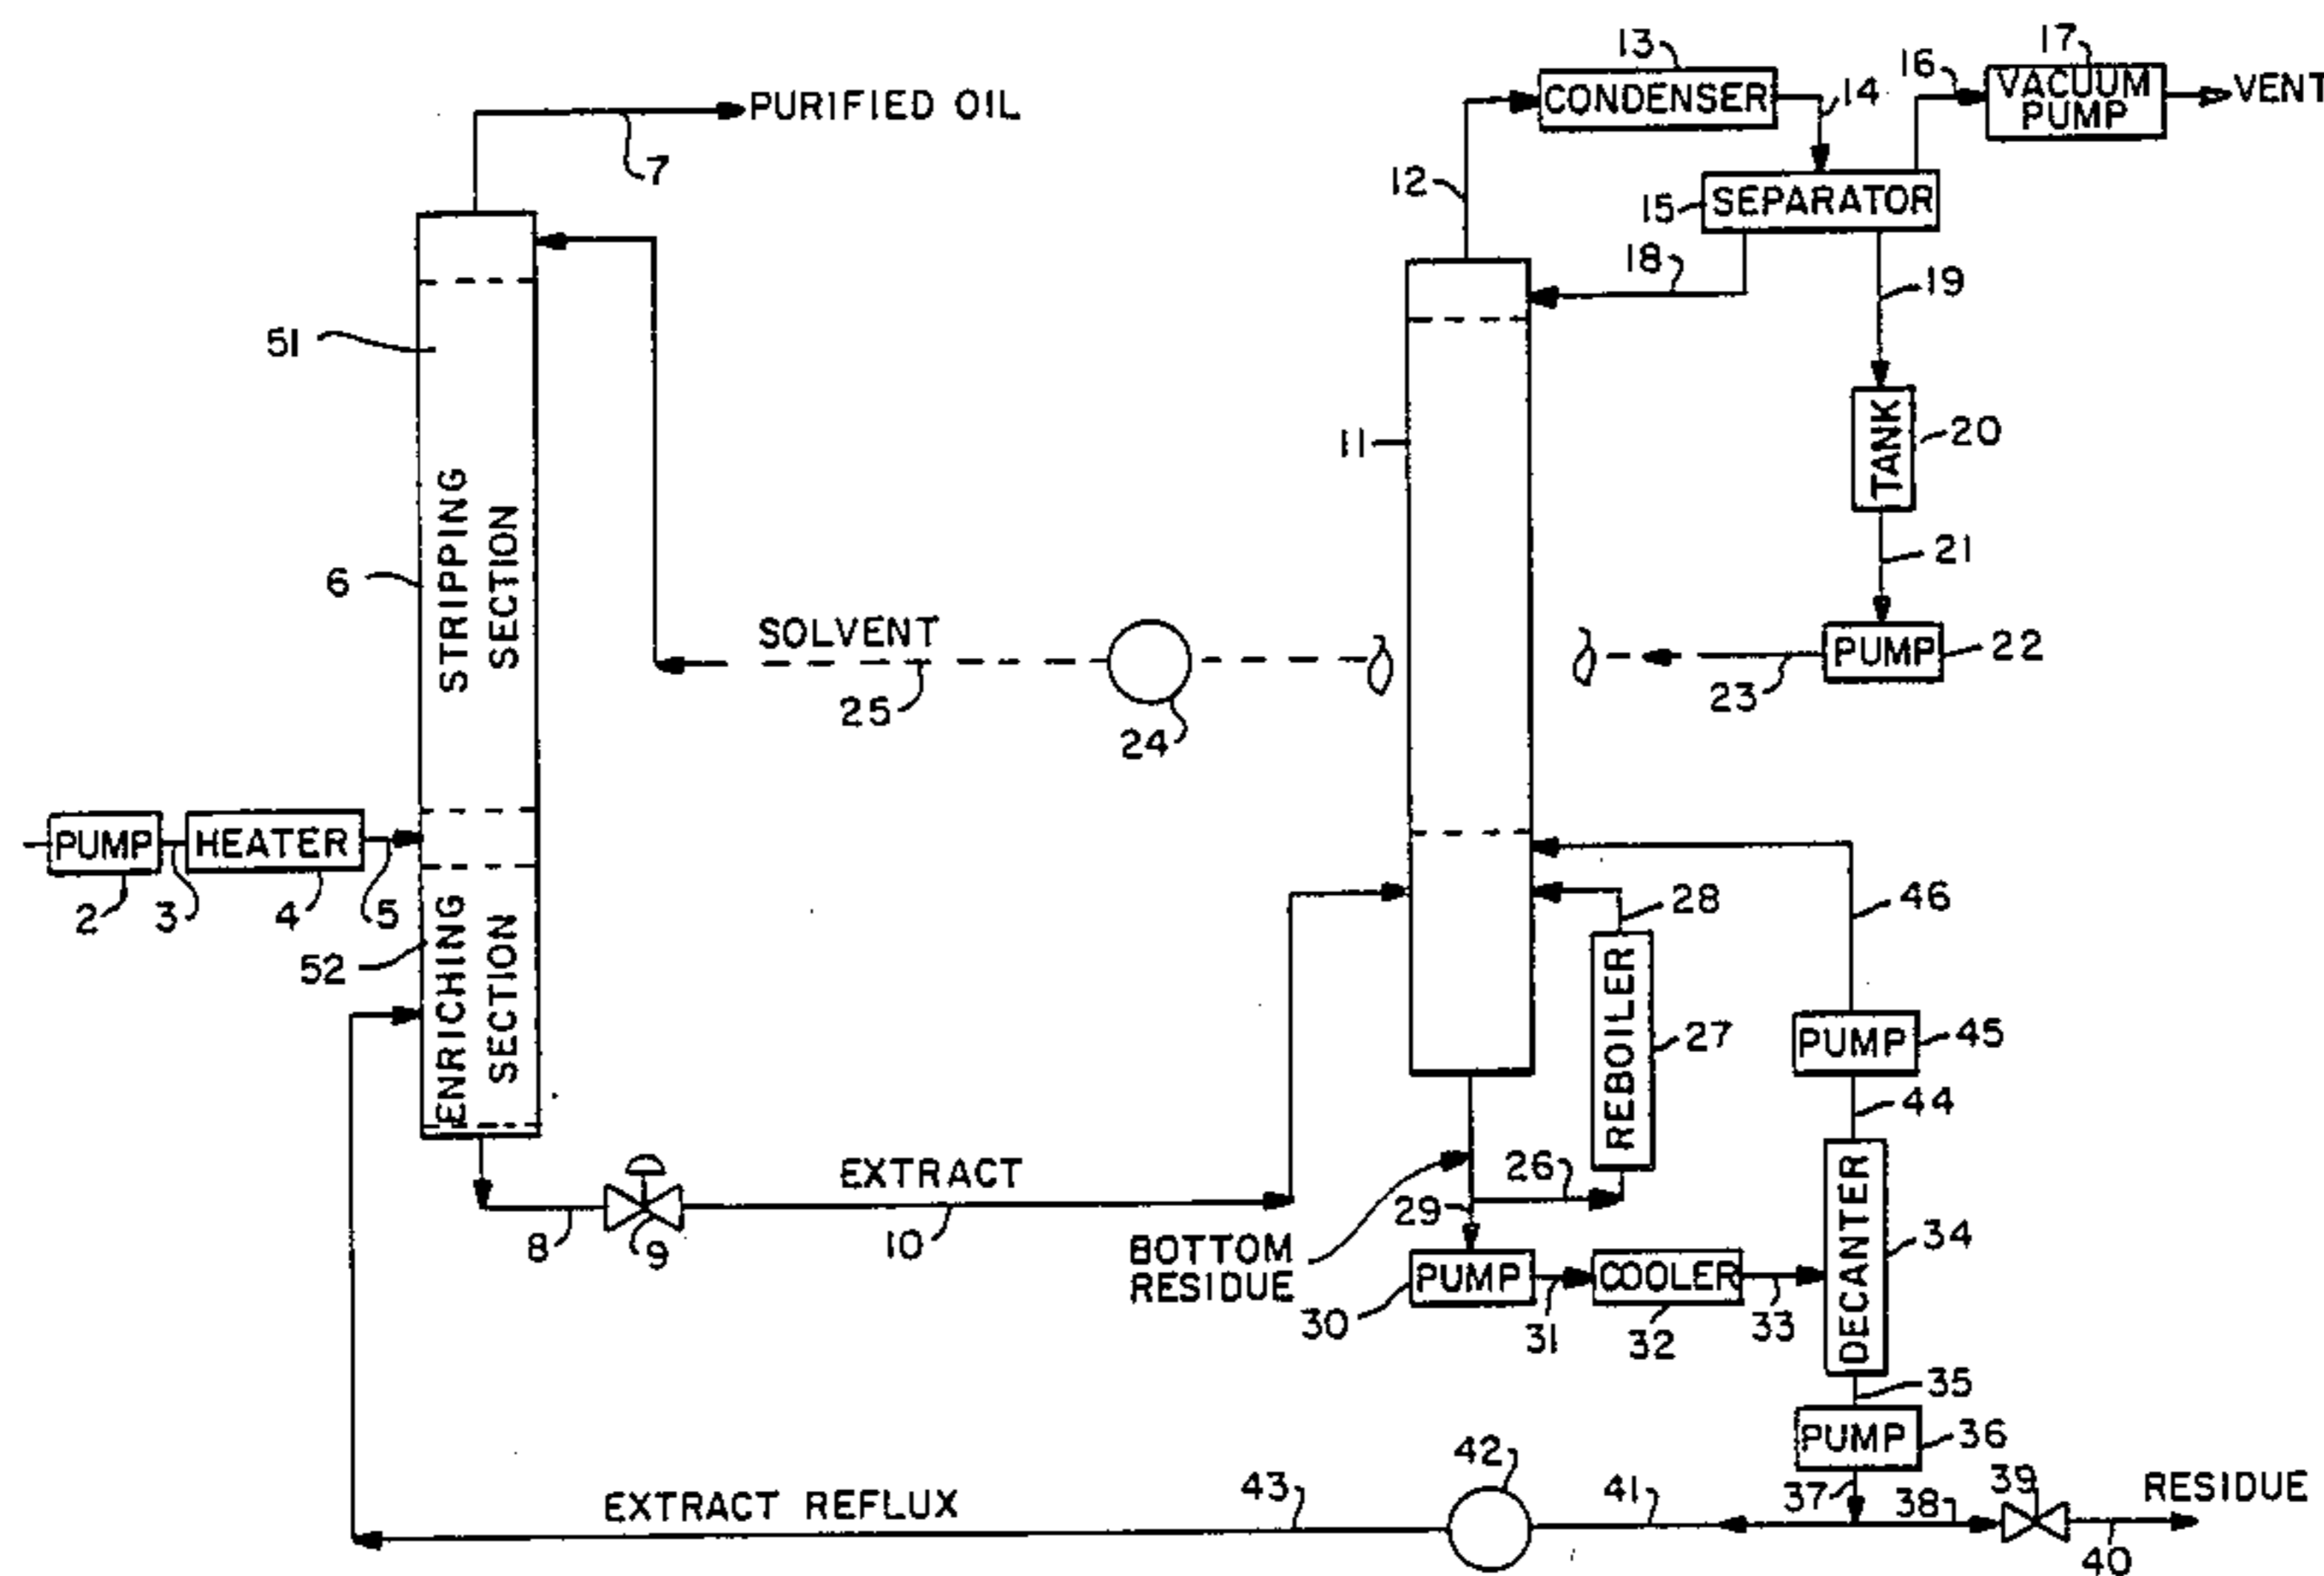 13
17
16
CONDENSER
14
VACUUM
PUMP
VENT
PURIFIED OIL
7
12
15
SEPARATOR
18
19
51
11
TANK
20
STRIPPING
SECTION
21
6
SOLVENT
PUMP
22
25
24
23
PUMP
HEATER
2
3
4
5
28
46
52
ENRICHING
SECTION
REBOILER
27
PUMP
45
44
EXTRACT
26
8
9
10
29
BOTTOM
RESIDUE
DECANTER
34
PUMP
COOLER
30
31
32
33
35
PUMP
36
42
43
41
37
38
39
RESIDUE
EXTRACT REFLUX
40